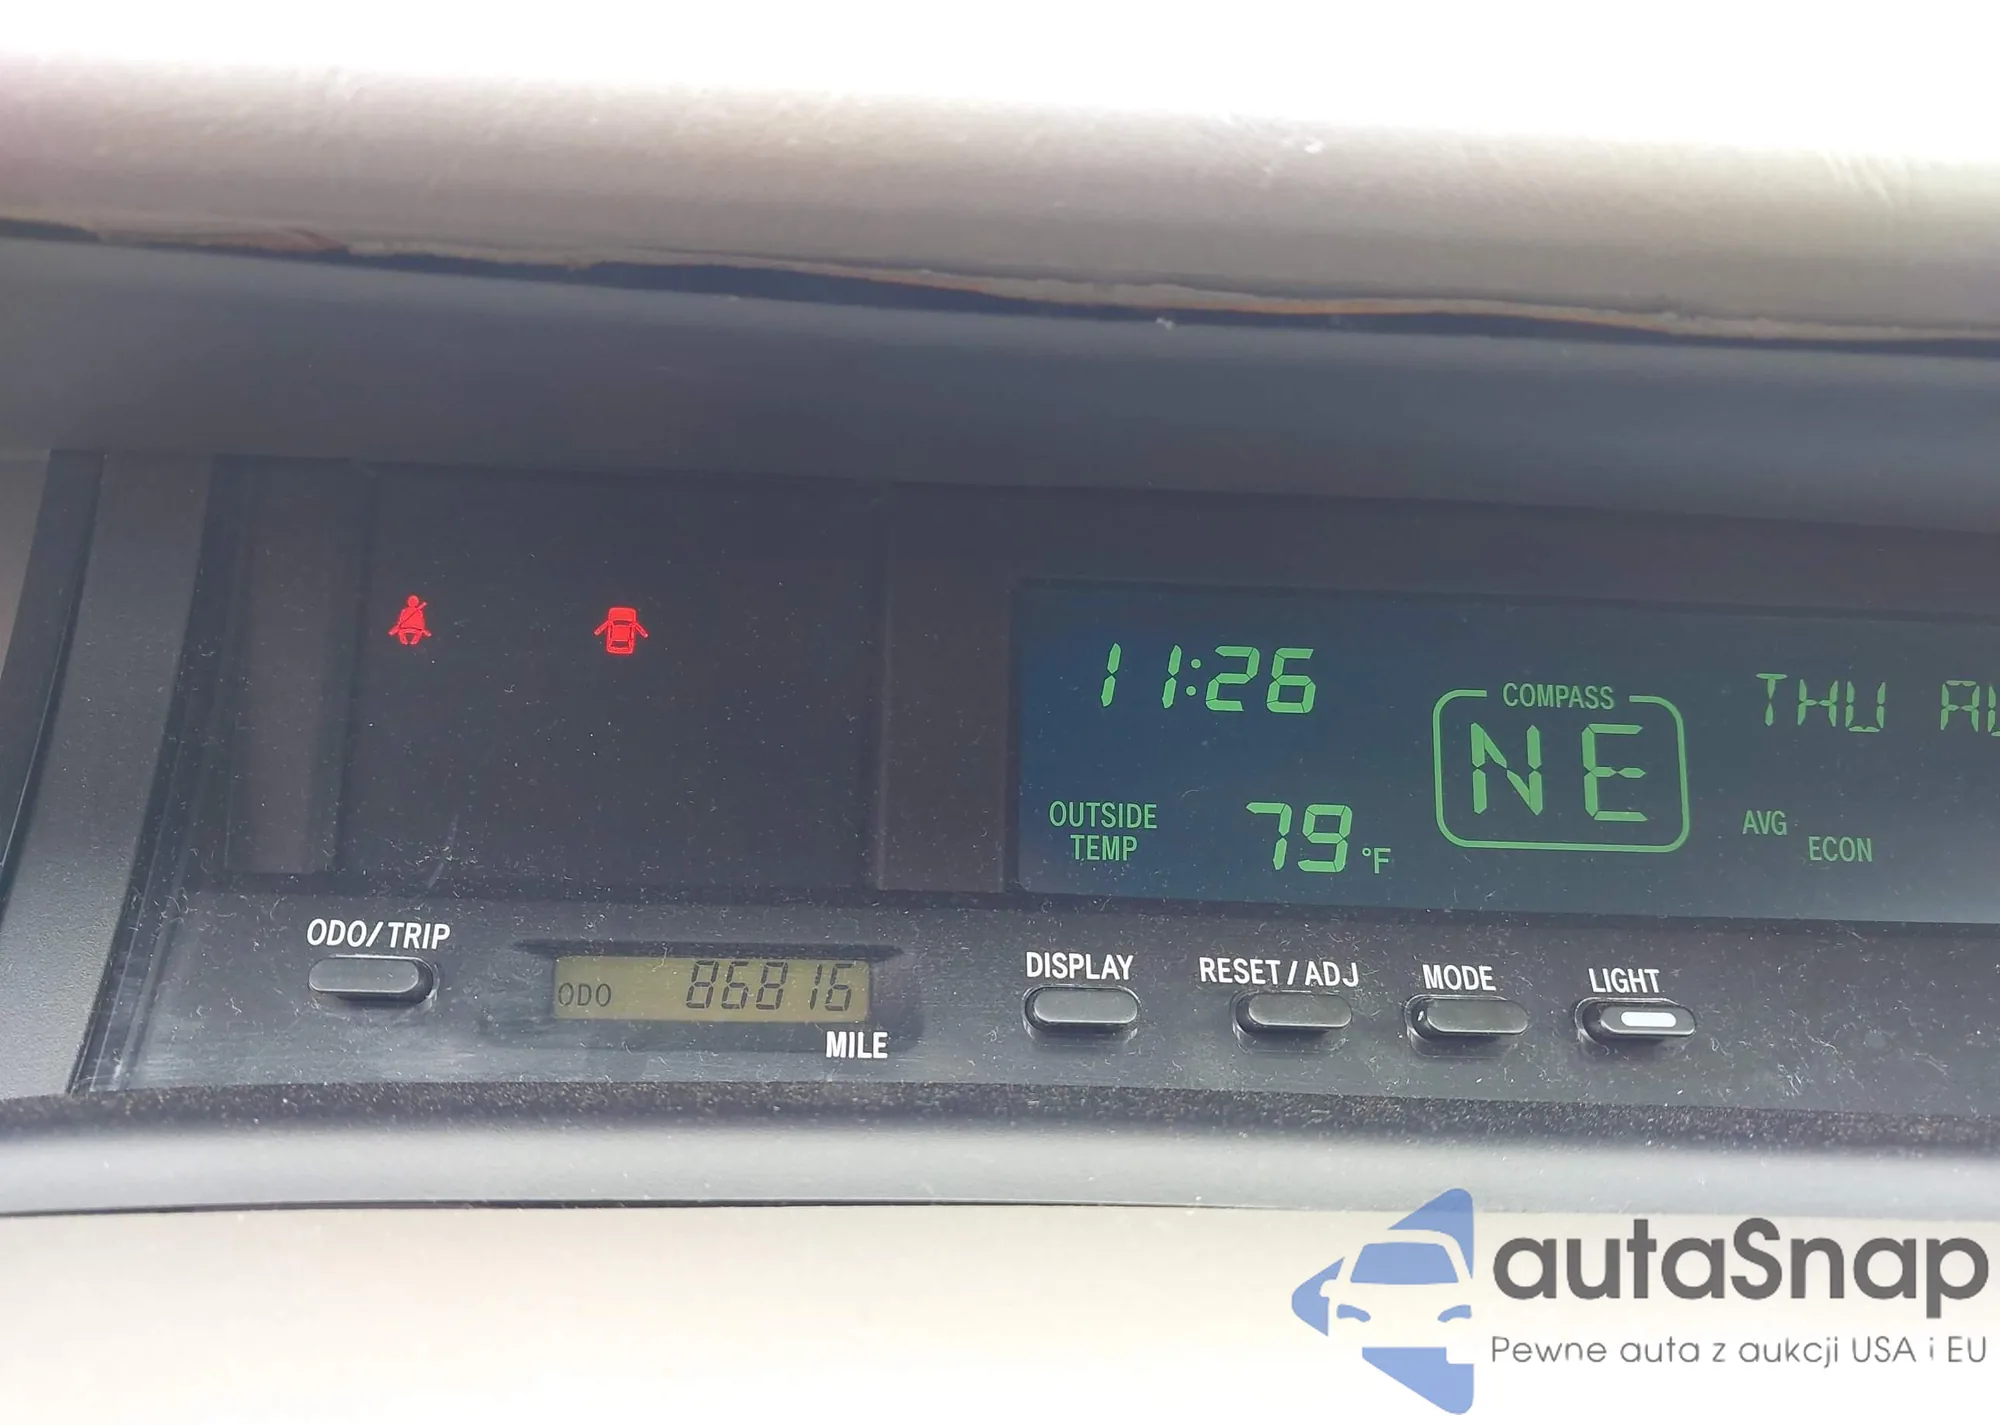 11:26
COMPASS
NE
THU AU
OUTSIDE
TEMP
79 °F
AVG
ECON
ODO/TRIP
ODO 86816
MILE
DISPLAY
RESET/ADJ
MODE
LIGHT
autaSnap
Pewne auta z aukcji USA i EU